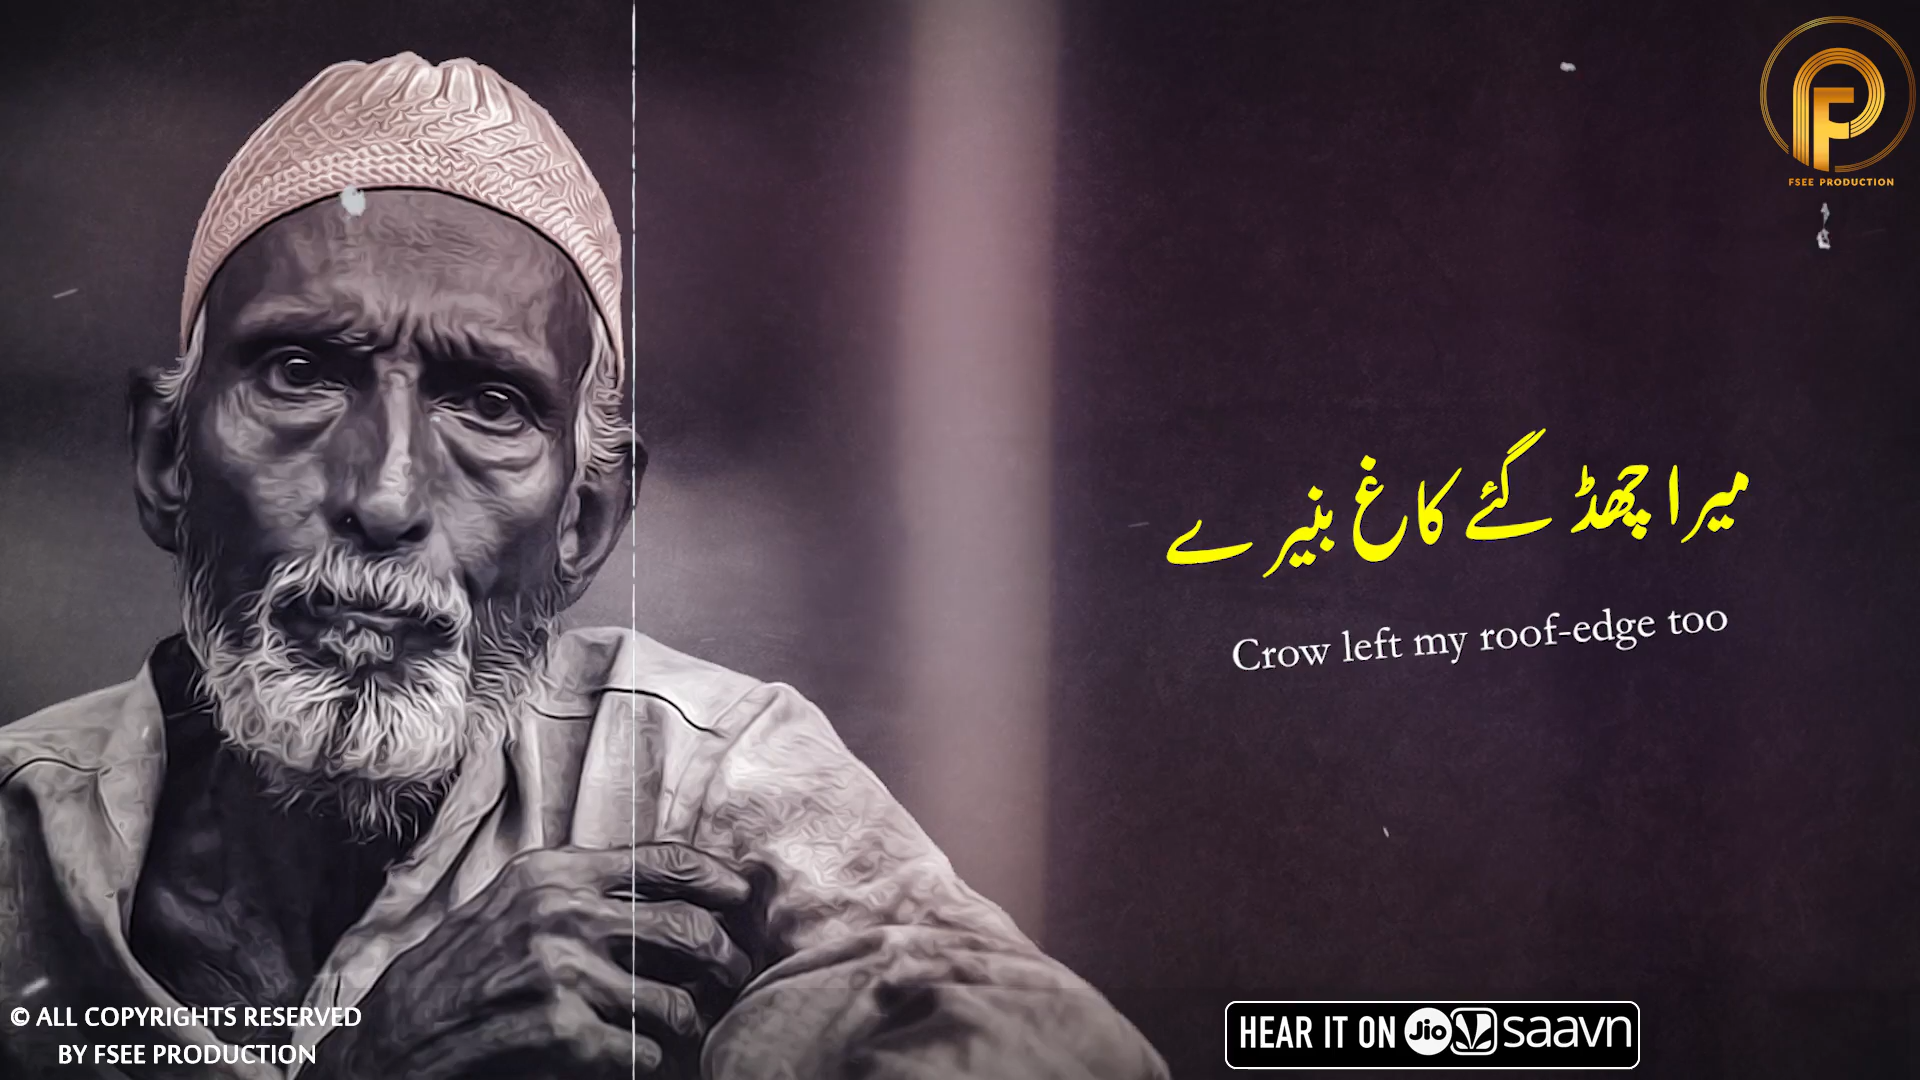 FSEE PRODUCTION
میرا چھڈ گئے کاغ بنیرے
Crow left my roof-edge too
© ALL COPYRIGHTS RESERVED
BY FSEE PRODUCTION
HEAR IT ON Jio saavn